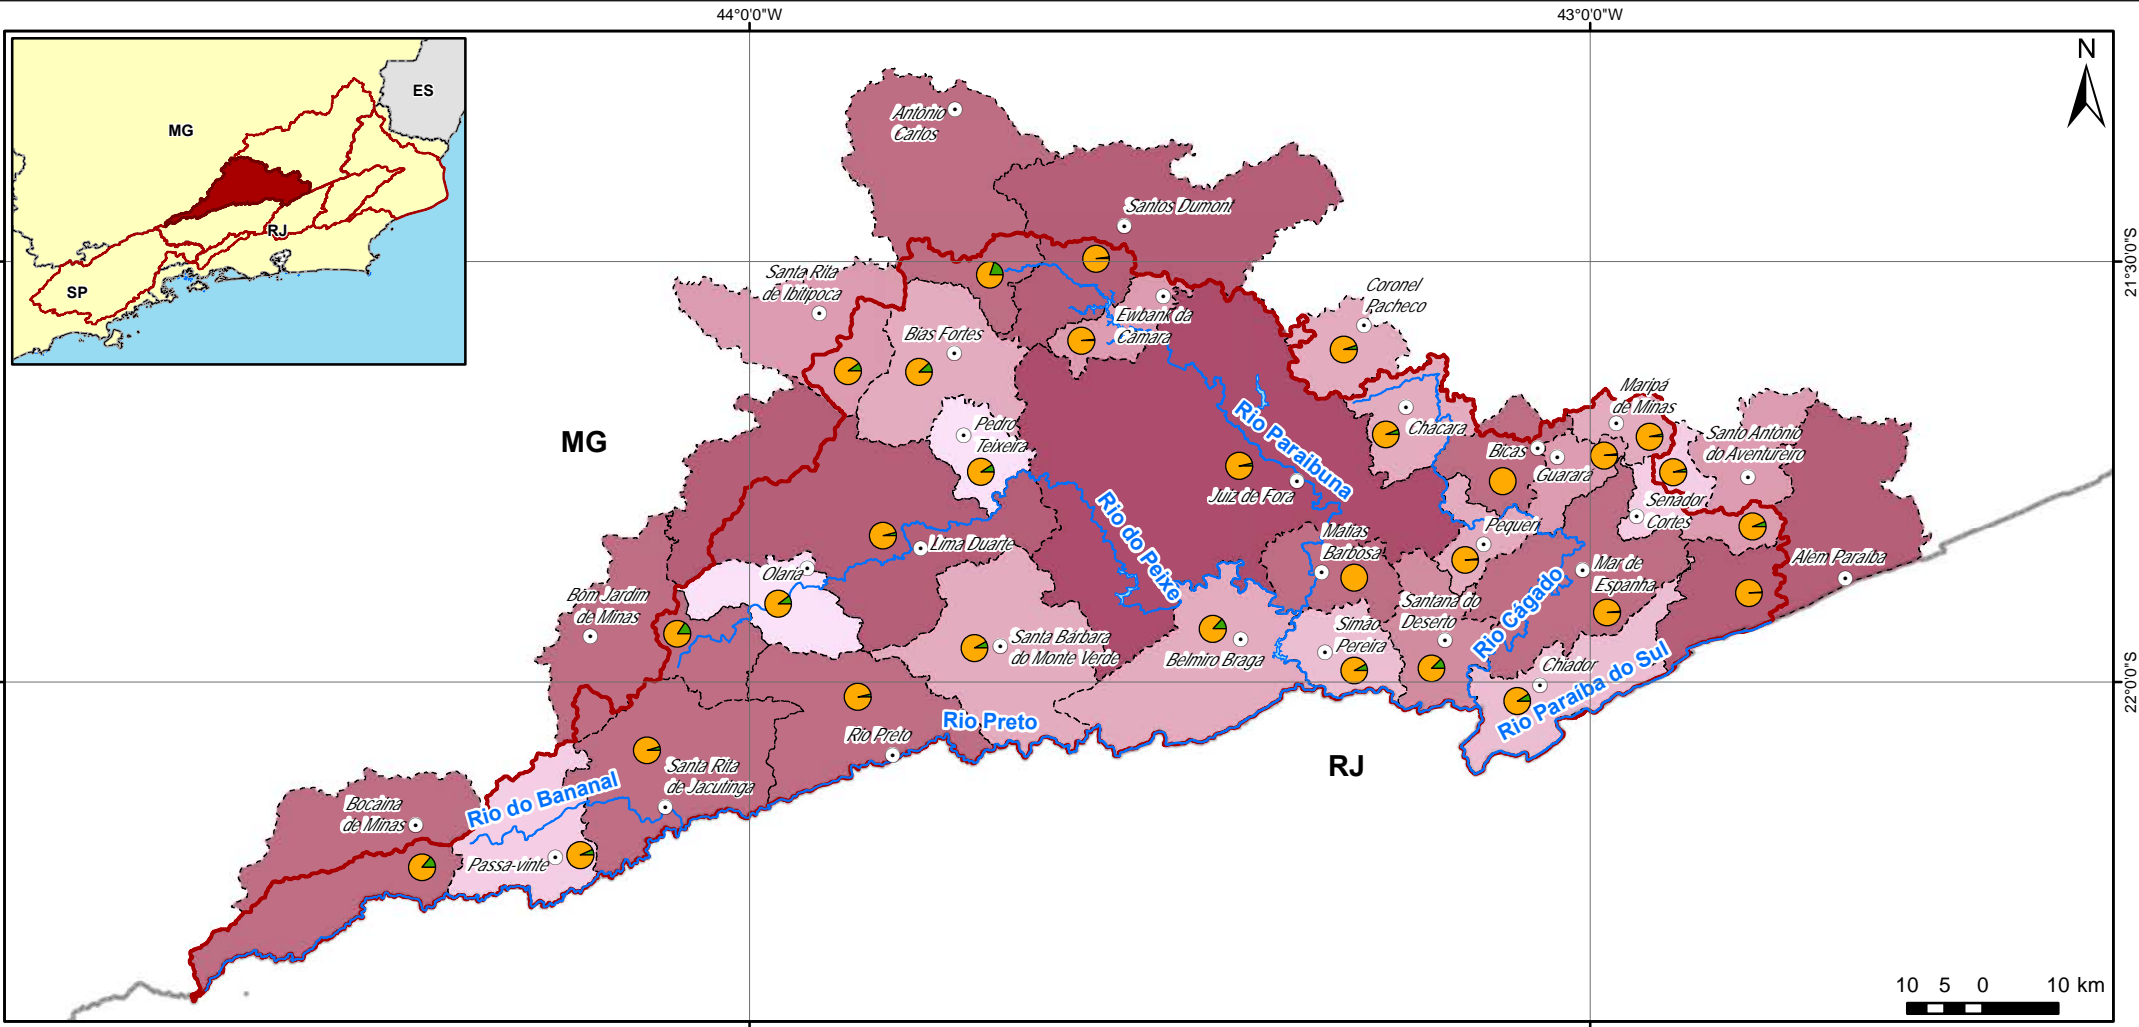 44°0'0"W
43°0'0"W
ES
MG
RJ
SP
N
21°30'0"S
22°0'0"S
Antonio
Carlos
Santos Dumont
Santa Rita
de Ibitipoca
Bias Fortes
Ewbank da
Câmara
Coronel
Pacheco
Pedro
Teixeira
Rio Paraibuna
Chácara
Maripá
de Minas
Bicas
Guarará
Santo Antônio
do Aventureiro
MG
Juiz de Fora
Senador
Cortes
Rio do Peixe
Lima Duarte
Matias
Barbosa
Pequeri
Olaria
Mar de
Espanha
Além Paraíba
Bom Jardim
de Minas
Santana do
Deserto
Rio Cágado
Simão
Pereira
Santa Bárbara
do Monte Verde
Belmiro Braga
Chiador
Rio Paraíba do Sul
Rio Preto
Rio Preto
RJ
Santa Rita
de Jacutinga
Rio do Bananal
Bocaina
de Minas
Passa-vinte
10 5 0 10 km